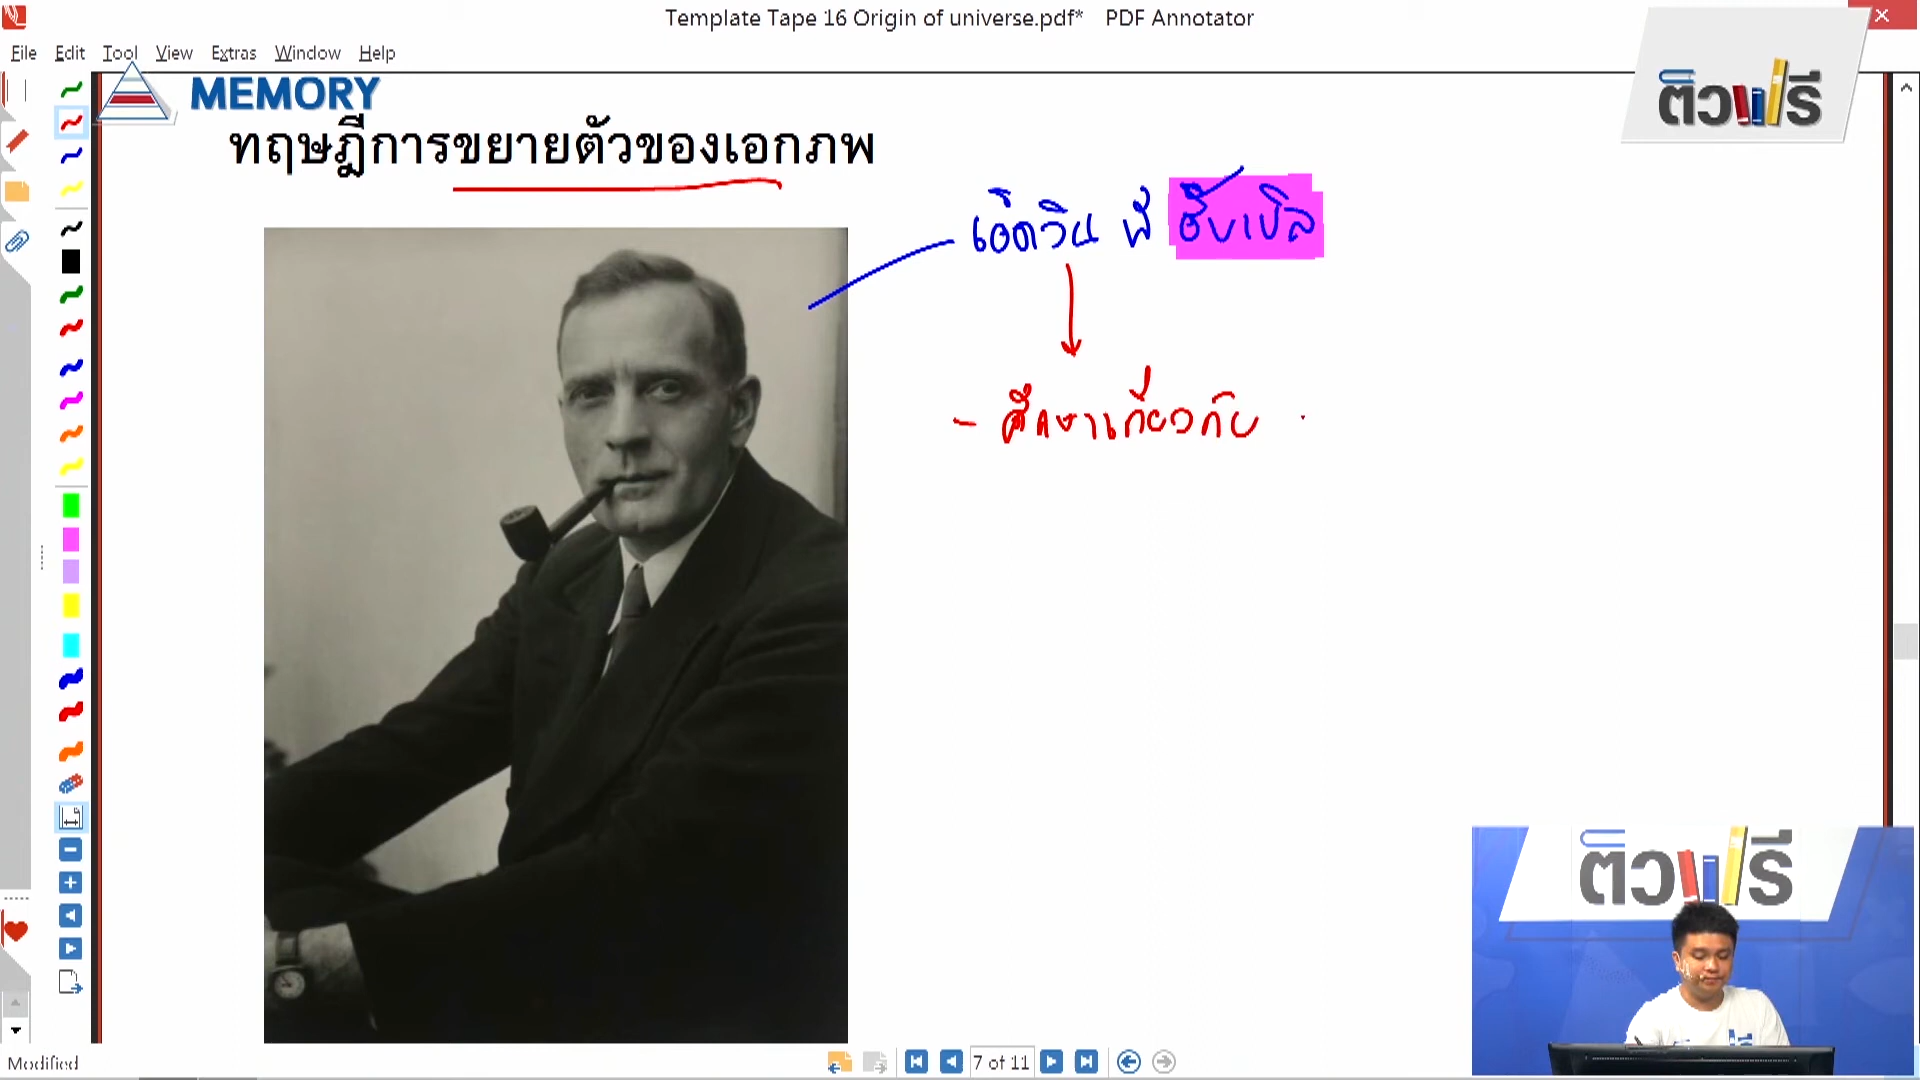 Template Tape 16 Origin of universe.pdf* PDF Annotator
File Edit Tool View Extras Window Help
MEMORY
ติวฟรี
ทฤษฎีการขยายตัวของเอกภพ
เอ็ดวิน พี ฮับเบิล
- ศึกษาเกี่ยวกับ
ติวฟรี
Modified
7 of 11